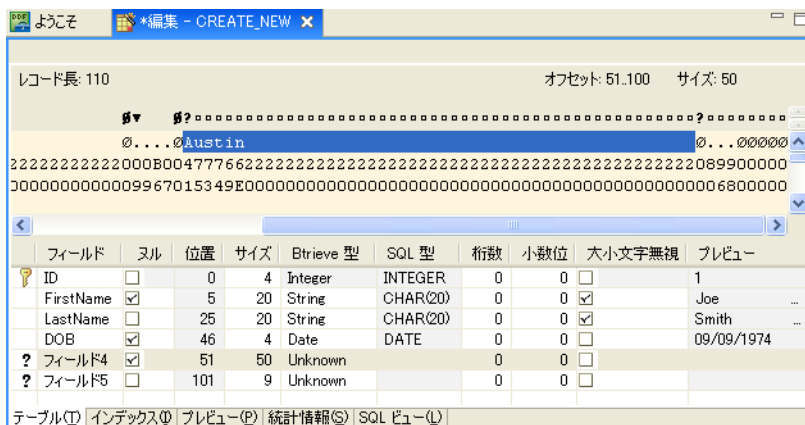 ようこそ *編集 - CREATE_NEW
レコード長: 110 オフセット: 51..100 サイズ: 50
Ø....ØAustin Ø...ØØØØØ
フィールド ヌル 位置 サイズ Btrieve 型 SQL 型 桁数 小数位 大小文字無視 プレビュー
ID 0 4 Integer INTEGER 0 0 1
FirstName 5 20 String CHAR(20) 0 0 Joe ...
LastName 25 20 String CHAR(20) 0 0 Smith ...
DOB 46 4 Date DATE 0 0 09/09/1974
? フィールド4 51 50 Unknown 0 0
? フィールド5 101 9 Unknown 0 0
テーブル(T) インデックス(I) プレビュー(P) 統計情報(S) SQL ビュー(L)